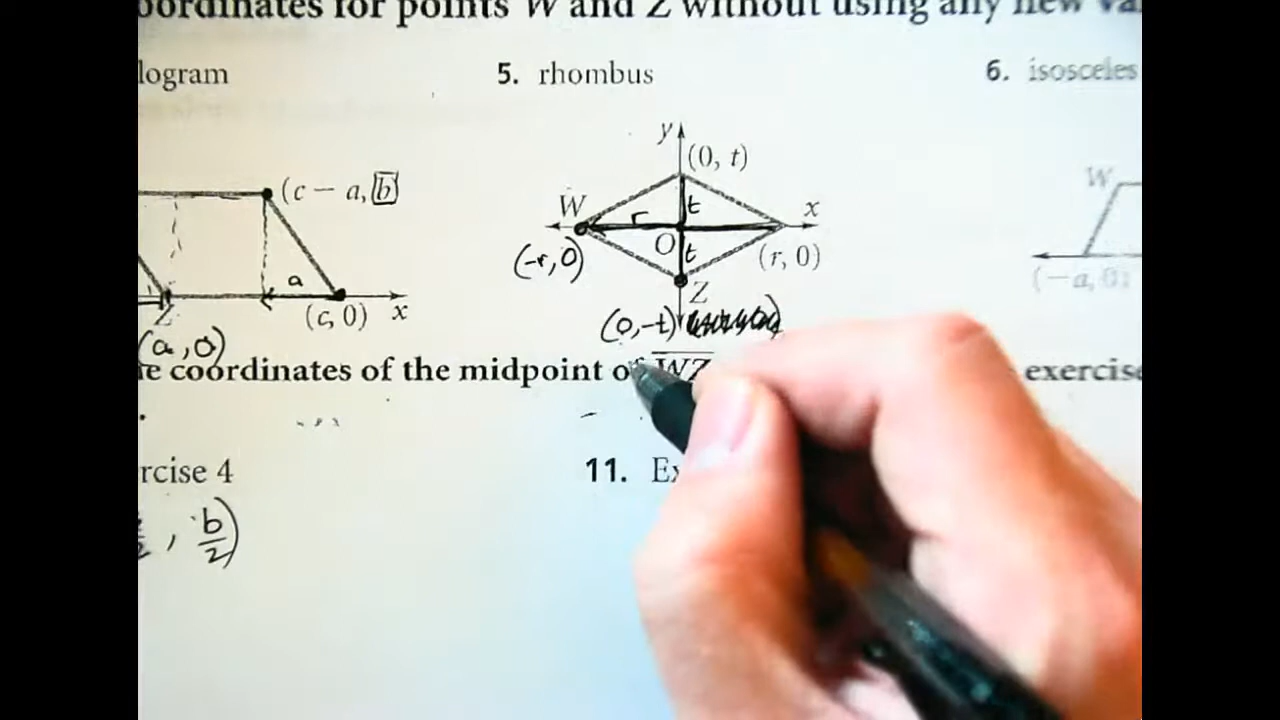 oordinates for points W and Z without using any new va
logram
5. rhombus
6. isosceles
y
(0, t)
(c – a, b)
W
r
t
x
W
O
t
(-r, 0)
(r, 0)
(–a, 0)
a
Z
Z
(c, 0)
x
(0, -t)
(a, 0)
e coordinates of the midpoint of WZ
exercise
rcise 4
11. Ex
, b/2)